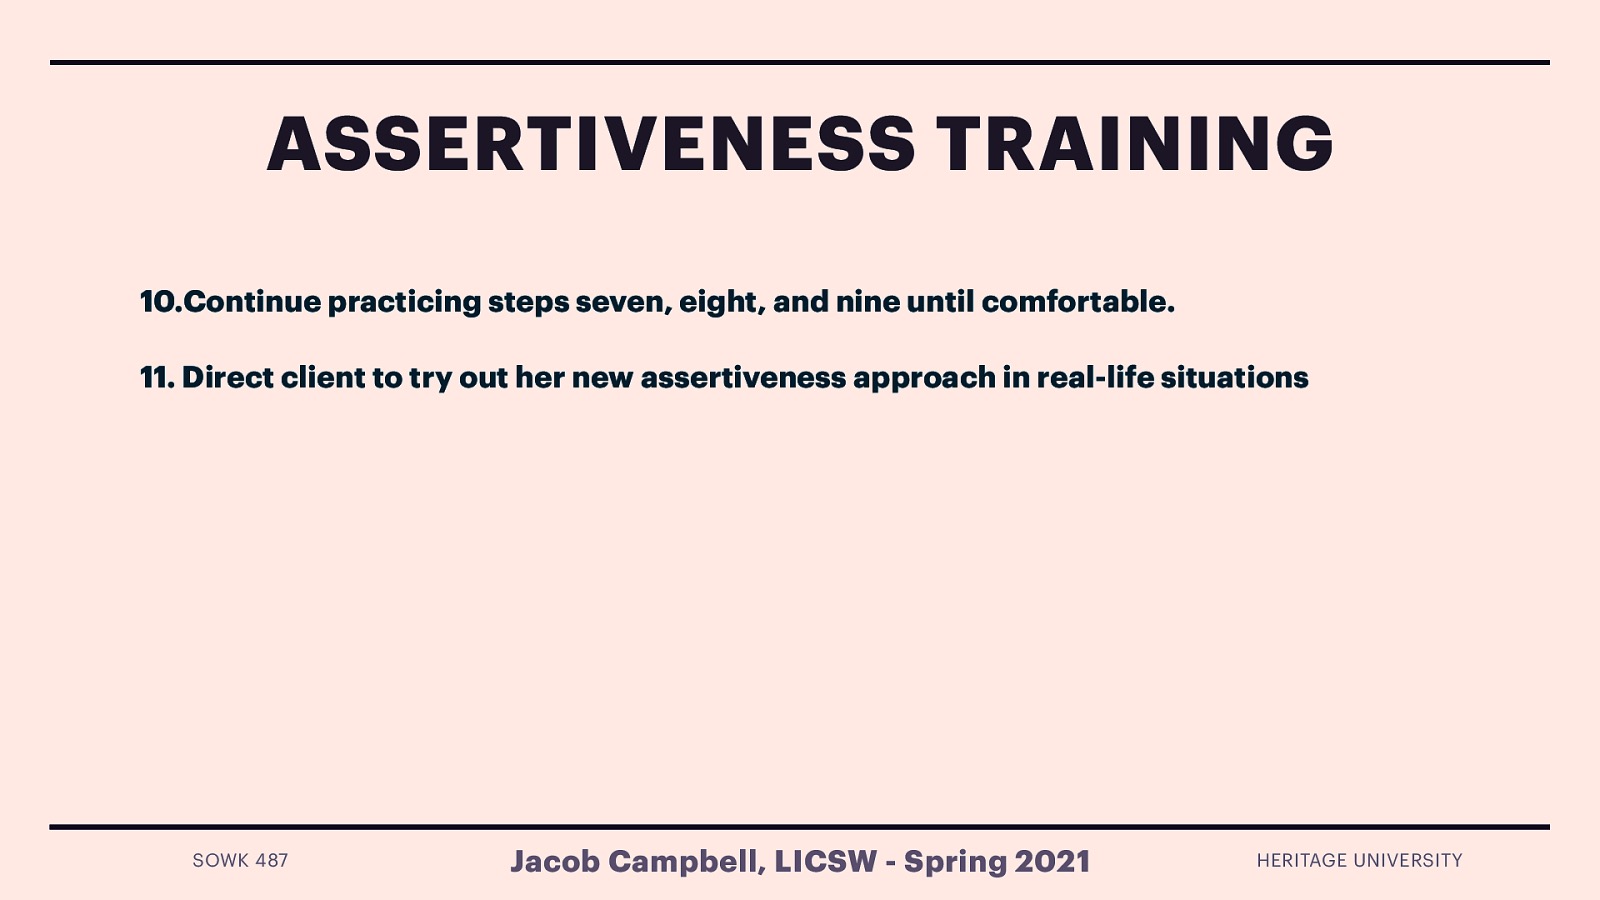 ASSERTIVENESS TRAINING
10.Continue practicing steps seven, eight, and nine until comfortable.
11. Direct client to try out her new assertiveness approach in real-life situations
SOWK 487
Jacob Campbell, LICSW - Spring 2021
HERITAGE UNIVERSITY